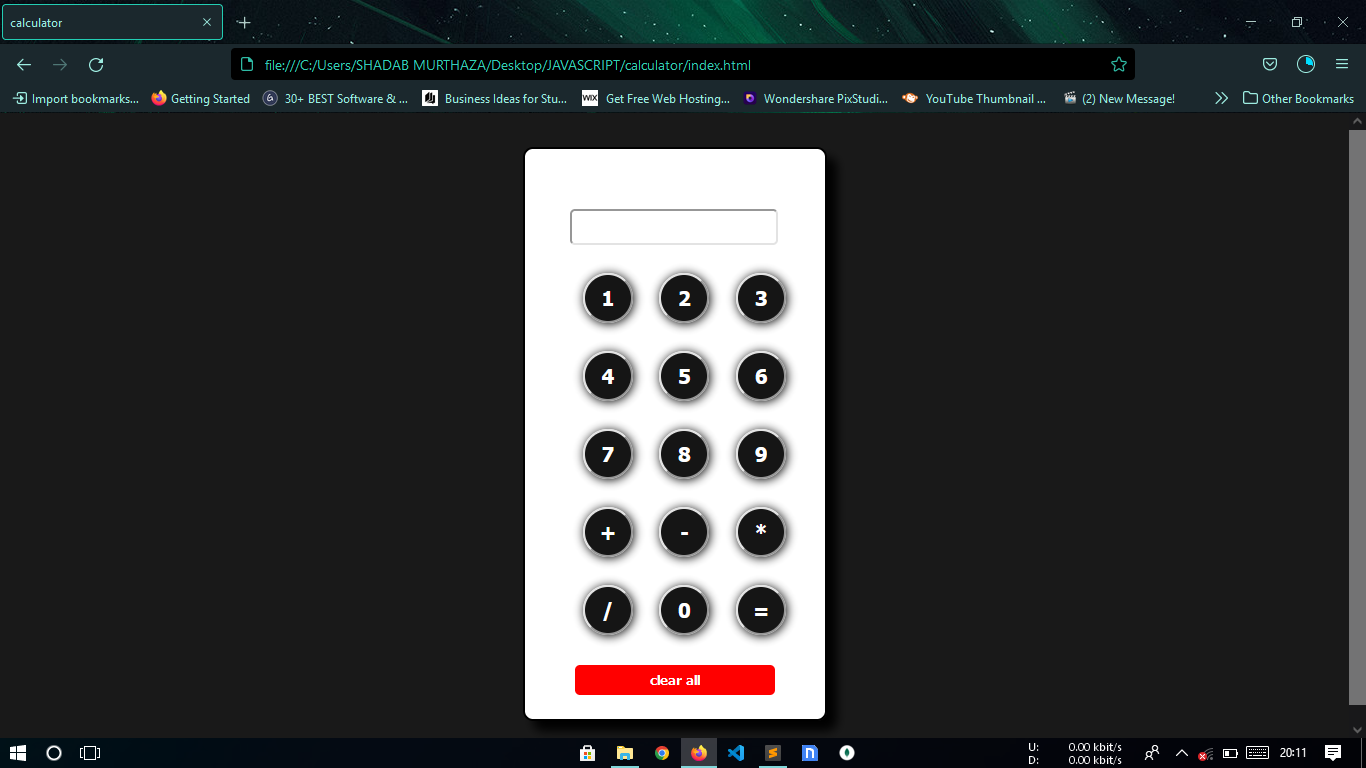 calculator
file:///C:/Users/SHADAB MURTHAZA/Desktop/JAVASCRIPT/calculator/index.html
Import bookmarks... Getting Started 30+ BEST Software & ... Business Ideas for Stu... WIX Get Free Web Hosting... Wondershare PixStudi... YouTube Thumbnail ... (2) New Message! Other Bookmarks
1 2 3
4 5 6
7 8 9
+ - *
/ 0 =
clear all
U: 0.00 kbit/s
D: 0.00 kbit/s
20:11